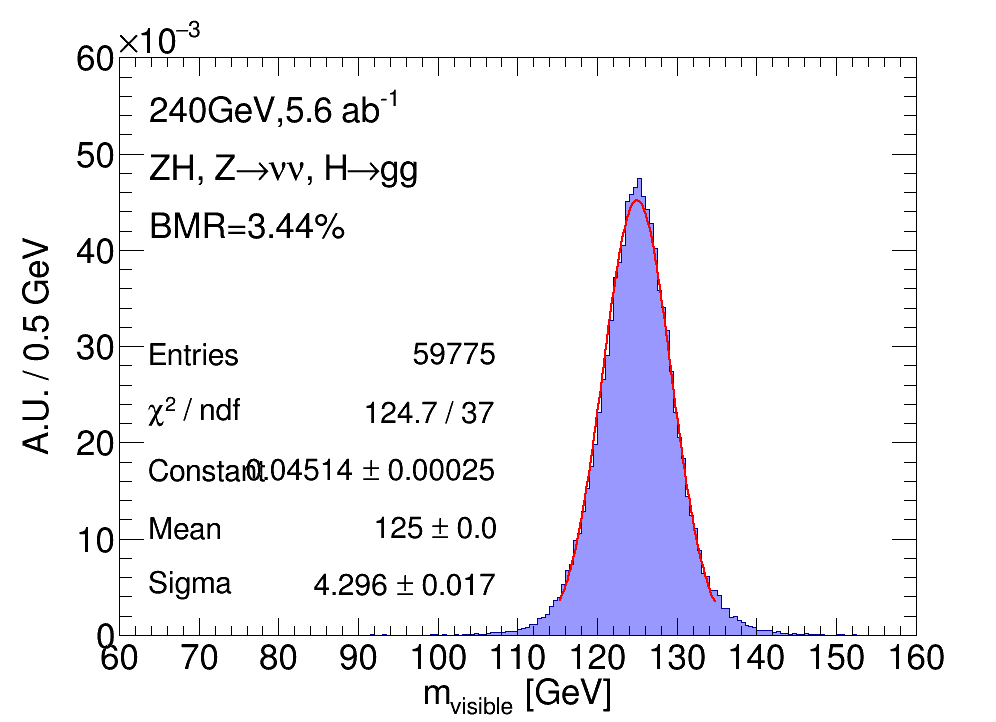 ×10⁻³
60
50
40
30
20
10
0
A.U. / 0.5 GeV
240GeV,5.6 ab⁻¹
ZH, Z→νν, H→gg
BMR=3.44%
Entries 59775
χ² / ndf 124.7 / 37
Constant 0.04514 ± 0.00025
Mean 125 ± 0.0
Sigma 4.296 ± 0.017
60 70 80 90 100 110 120 130 140 150 160
m_visible [GeV]